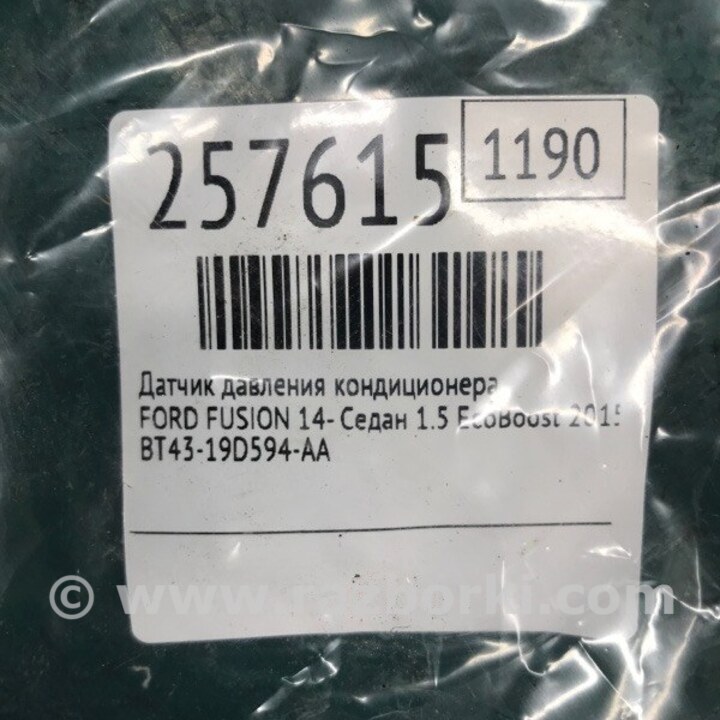 257615
1190
Датчик давления кондиционера
FORD FUSION 14- Седан 1.5 EcoBoost 2015
BT43-19D594-AA
© www.razborki.com